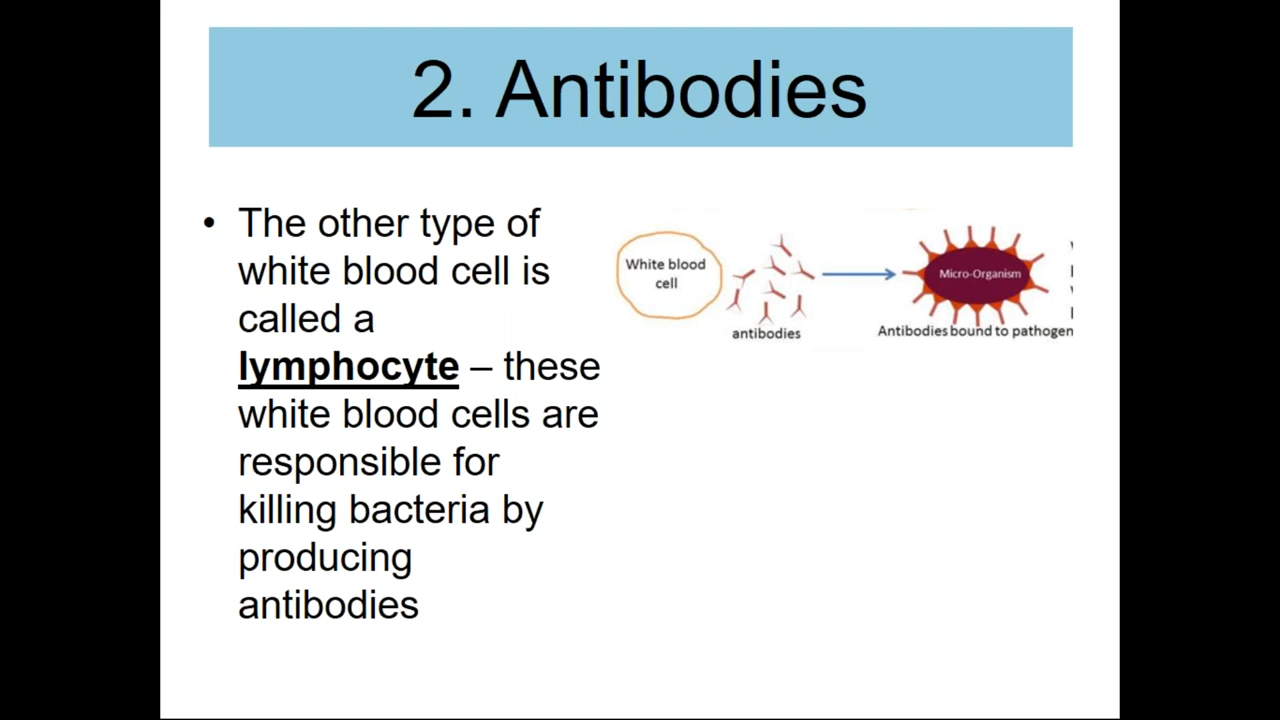 2. Antibodies
• The other type of
white blood cell is
called a
lymphocyte – these
white blood cells are
responsible for
killing bacteria by
producing
antibodies
White blood
cell
antibodies
Micro-Organism
Antibodies bound to pathogen